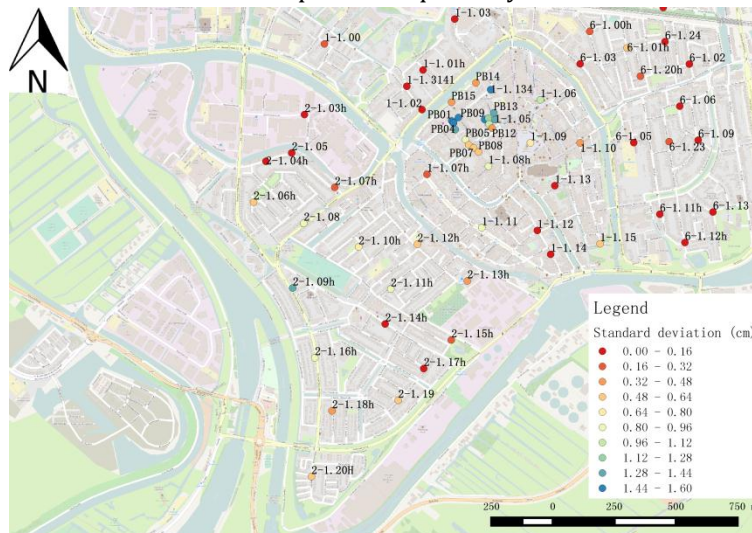 1-1.03
6-1.00h
1-1.00
6-1.24
6-1.01h
6-1.03
6-1.02
1-1.01h
6-1.20h
1-1.3141
PB14
1-1.134
PB15
1-1.06
1-1.02
6-1.06
PB01
PB09
PB13
1-1.05
2-1.03h
PB04
PB05
PB12
1-1.09
1-1.10
6-1.05
6-1.09
6-1.23
2-1.05
PB07
PB08
2-1.04h
1-1.08h
1-1.07h
2-1.07h
1-1.13
2-1.06h
6-1.11h
6-1.13
2-1.08
1-1.11
1-1.12
2-1.10h
2-1.12h
1-1.15
6-1.12h
1-1.14
2-1.09h
2-1.11h
2-1.13h
2-1.14h
2-1.15h
2-1.16h
2-1.17h
2-1.19
2-1.18h
2-1.20H
N
Legend
Standard deviation (cm)
0.00 - 0.16
0.16 - 0.32
0.32 - 0.48
0.48 - 0.64
0.64 - 0.80
0.80 - 0.96
0.96 - 1.12
1.12 - 1.28
1.28 - 1.44
1.44 - 1.60
250
0
250
500
750